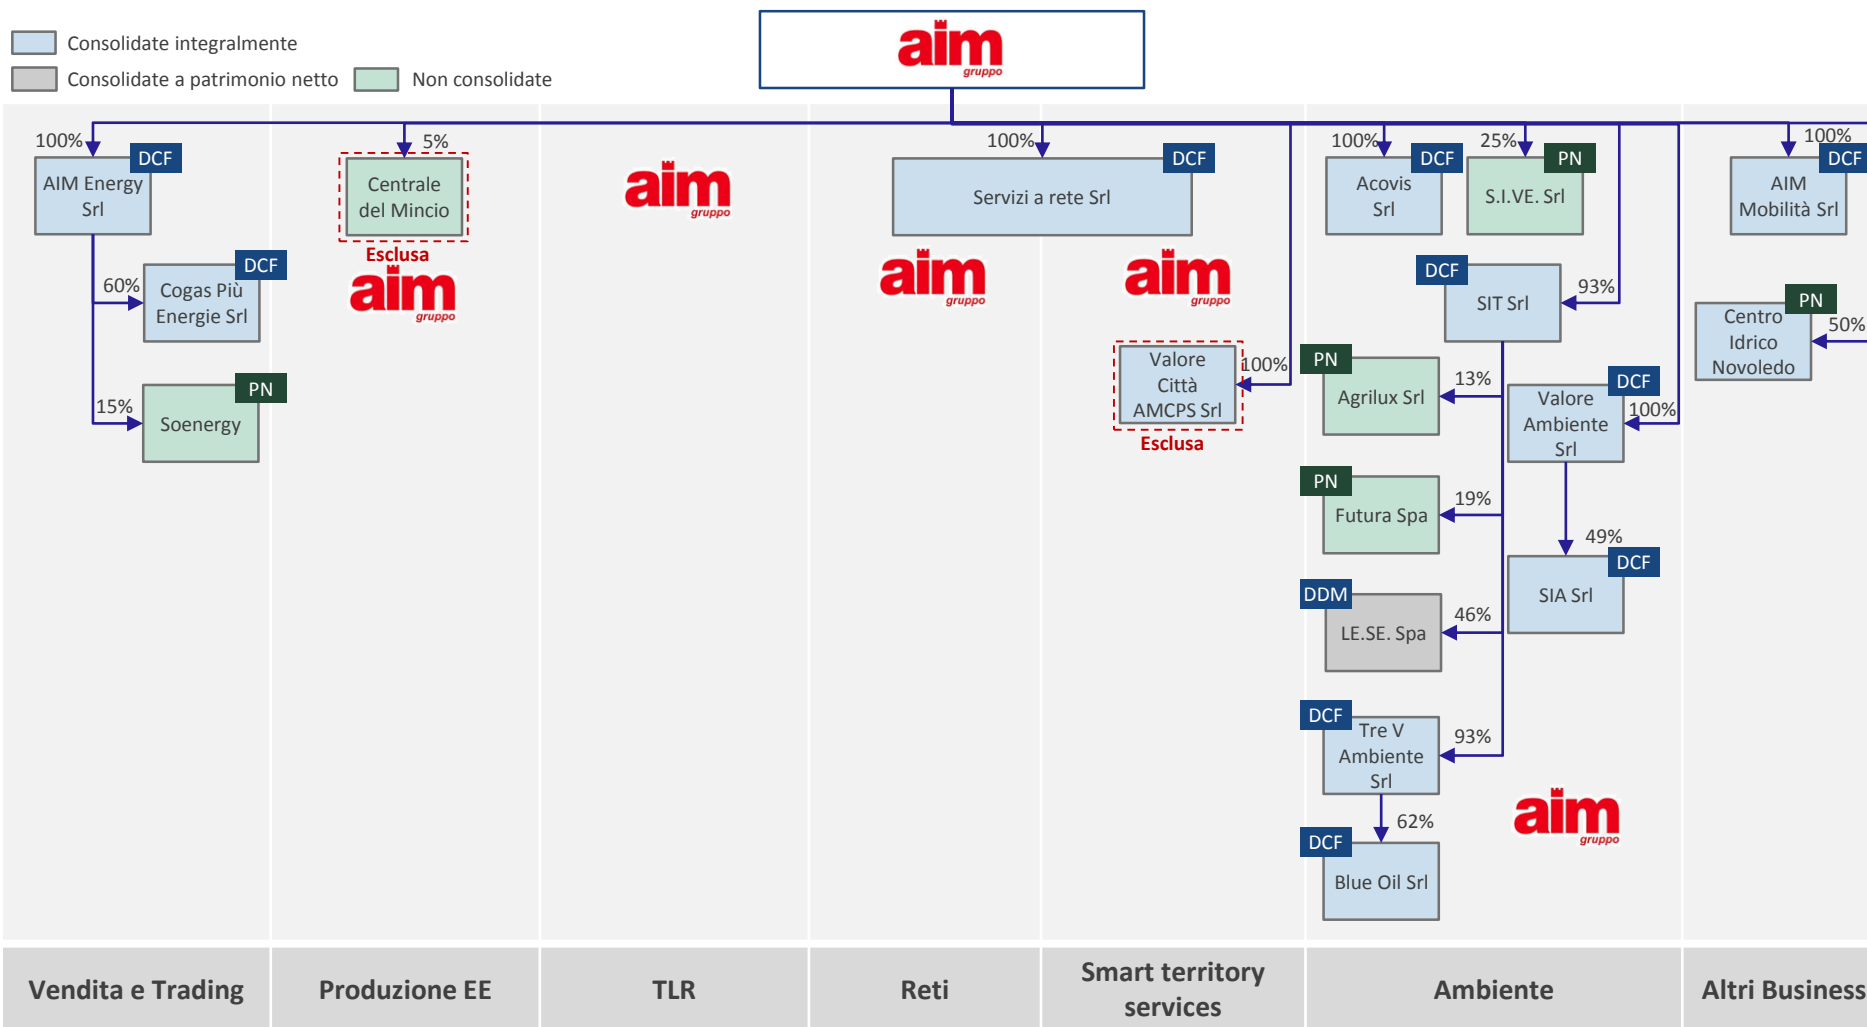 aim
gruppo
Consolidate integralmente
Consolidate a patrimonio netto
Non consolidate
100%
DCF
AIM Energy
Srl
60%
DCF
Cogas Più
Energie Srl
15%
PN
Soenergy
5%
Centrale
del Mincio
Esclusa
aim
gruppo
aim
gruppo
100%
DCF
Servizi a rete Srl
aim
gruppo
aim
gruppo
Valore
Città
AMCPS Srl
100%
Esclusa
100%
DCF
Acovis
Srl
25%
PN
S.I.VE. Srl
DCF
SIT Srl
93%
PN
Agrilux Srl
13%
DCF
Valore
Ambiente
Srl
100%
PN
Futura Spa
19%
49%
DCF
SIA Srl
DDM
LE.SE. Spa
46%
DCF
Tre V
Ambiente
Srl
93%
62%
DCF
Blue Oil Srl
aim
gruppo
100%
DCF
AIM
Mobilità Srl
PN
Centro
Idrico
Novoledo
50%
Vendita e Trading
Produzione EE
TLR
Reti
Smart territory
services
Ambiente
Altri Business